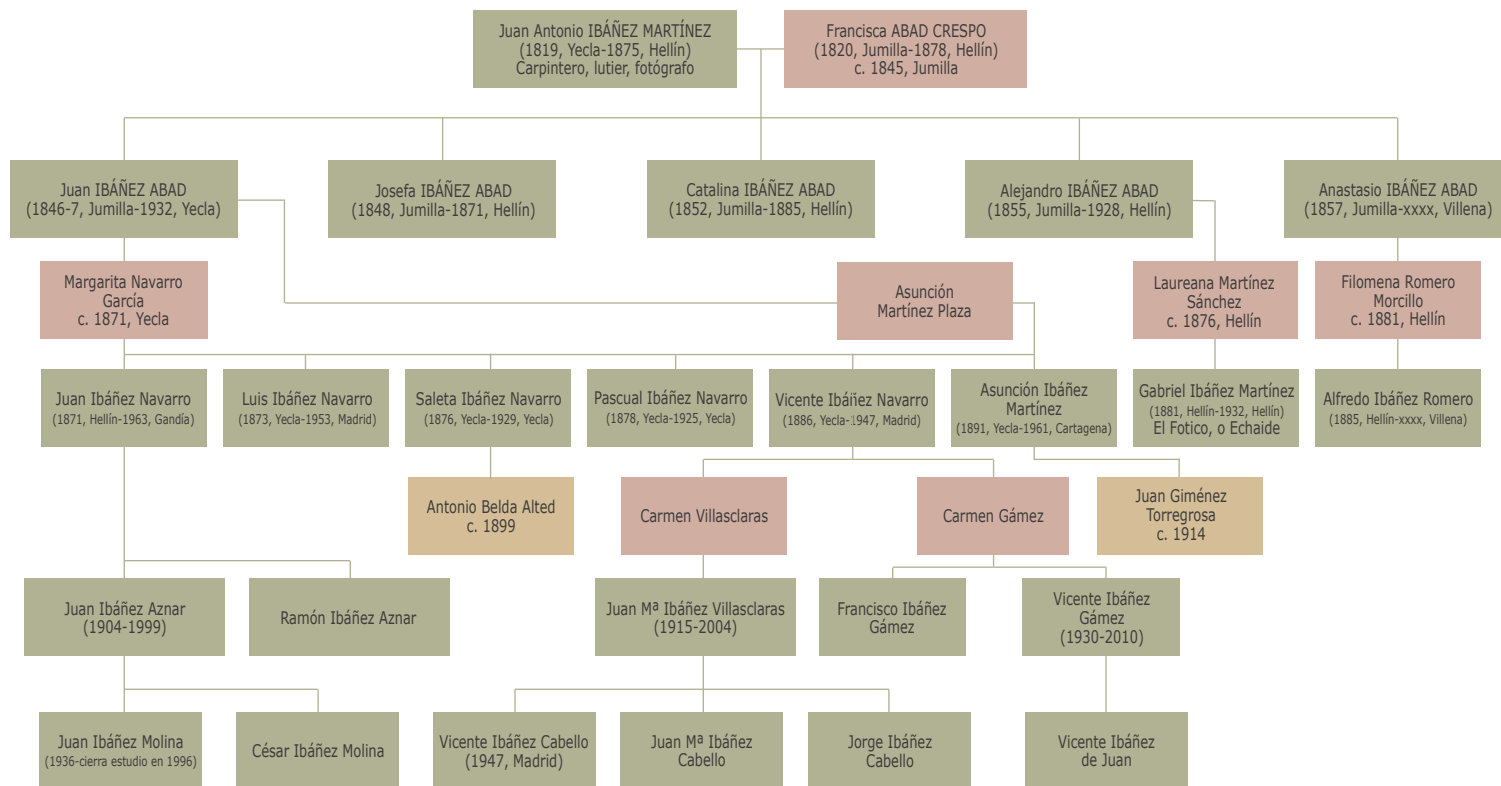 Juan Antonio IBÁÑEZ MARTÍNEZ
(1819, Yecla-1875, Hellín)
Carpintero, lutier, fotógrafo
Francisca ABAD CRESPO
(1820, Jumilla-1878, Hellín)
c. 1845, Jumilla
Juan IBÁÑEZ ABAD
(1846-7, Jumilla-1932, Yecla)
Josefa IBÁÑEZ ABAD
(1848, Jumilla-1871, Hellín)
Catalina IBÁÑEZ ABAD
(1852, Jumilla-1885, Hellín)
Alejandro IBÁÑEZ ABAD
(1855, Jumilla-1928, Hellín)
Anastasio IBÁÑEZ ABAD
(1857, Jumilla-xxxx, Villena)
Margarita Navarro
García
c. 1871, Yecla
Asunción
Martínez Plaza
Laureana Martínez
Sánchez
c. 1876, Hellín
Filomena Romero
Morcillo
c. 1881, Hellín
Juan Ibáñez Navarro
(1871, Hellín-1963, Gandía)
Luis Ibáñez Navarro
(1873, Yecla-1953, Madrid)
Saleta Ibáñez Navarro
(1876, Yecla-1929, Yecla)
Pascual Ibáñez Navarro
(1878, Yecla-1925, Yecla)
Vicente Ibáñez Navarro
(1886, Yecla-1947, Madrid)
Asunción Ibáñez
Martínez
(1891, Yecla-1961, Cartagena)
Gabriel Ibáñez Martínez
(1881, Hellín-1932, Hellín)
El Fotico, o Echaide
Alfredo Ibáñez Romero
(1885, Hellín-xxxx, Villena)
Antonio Belda Alted
c. 1899
Carmen Villasclaras
Carmen Gámez
Juan Giménez
Torregrosa
c. 1914
Juan Ibáñez Aznar
(1904-1999)
Ramón Ibáñez Aznar
Juan Mª Ibáñez Villasclaras
(1915-2004)
Francisco Ibáñez
Gámez
Vicente Ibáñez
Gámez
(1930-2010)
Juan Ibáñez Molina
(1936-cierra estudio en 1996)
César Ibáñez Molina
Vicente Ibáñez Cabello
(1947, Madrid)
Juan Mª Ibáñez
Cabello
Jorge Ibáñez
Cabello
Vicente Ibáñez
de Juan